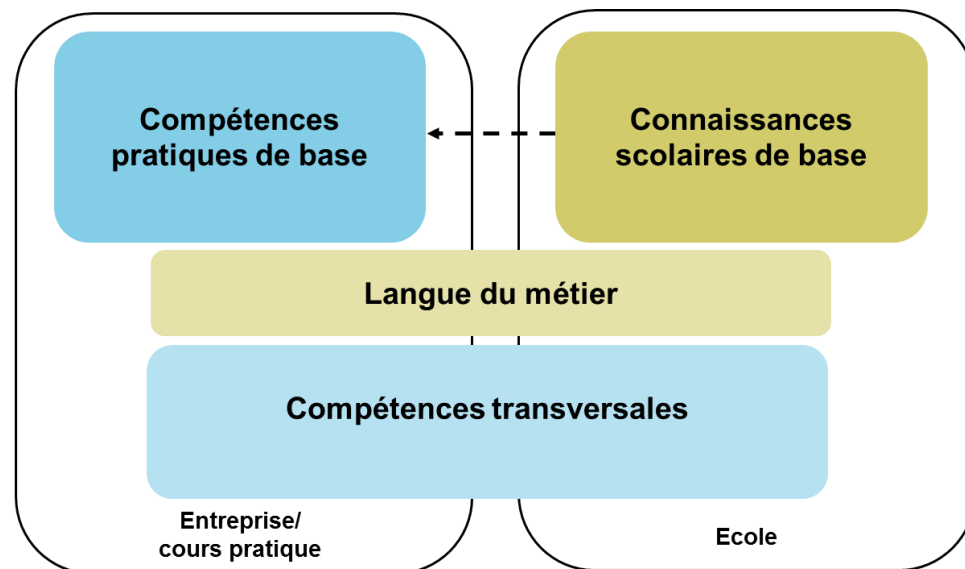 Compétences
pratiques de base
Connaissances
scolaires de base
Langue du métier
Compétences transversales
Entreprise/
cours pratique
Ecole